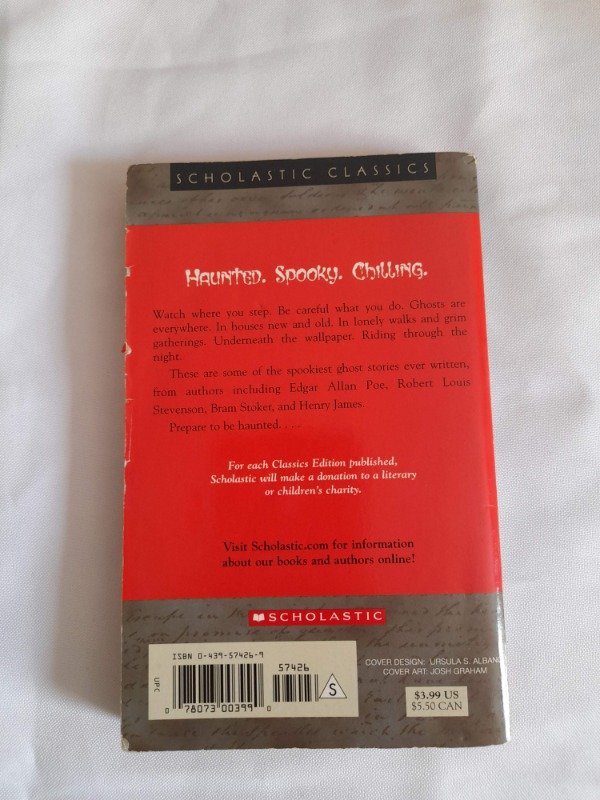 SCHOLASTIC CLASSICS
HAUNTED. SPOOKY. CHILLING.
Watch where you step. Be careful what you do. Ghosts are
everywhere. In houses new and old. In lonely walks and grim
gatherings. Underneath the wallpaper. Riding through the
night.
These are some of the spookiest ghost stories ever written,
from authors including Edgar Allan Poe, Robert Louis
Stevenson, Bram Stoker, and Henry James.
Prepare to be haunted. . . .
For each Classics Edition published,
Scholastic will make a donation to a literary
or children's charity.
Visit Scholastic.com for information
about our books and authors online!
SCHOLASTIC
ISBN 0-439-57426-9
57426
UPC
S
0 78073 00399 0
COVER DESIGN: URSULA S. ALBANO
COVER ART: JOSH GRAHAM
$3.99 US
$5.50 CAN